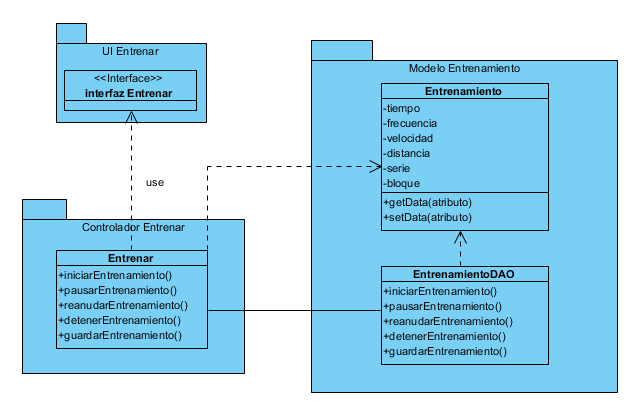 UI Entrenar
<<Interface>>
interfaz Entrenar
use
Controlador Entrenar
Entrenar
+iniciarEntrenamiento()
+pausarEntrenamiento()
+reanudarEntrenamiento()
+detenerEntrenamiento()
+guardarEntrenamiento()
Modelo Entrenamiento
Entrenamiento
-tiempo
-frecuencia
-velocidad
-distancia
-serie
-bloque
+getData(atributo)
+setData(atributo)
EntrenamientoDAO
+iniciarEntrenamiento()
+pausarEntrenamiento()
+reanudarEntrenamiento()
+detenerEntrenamiento()
+guardarEntrenamiento()